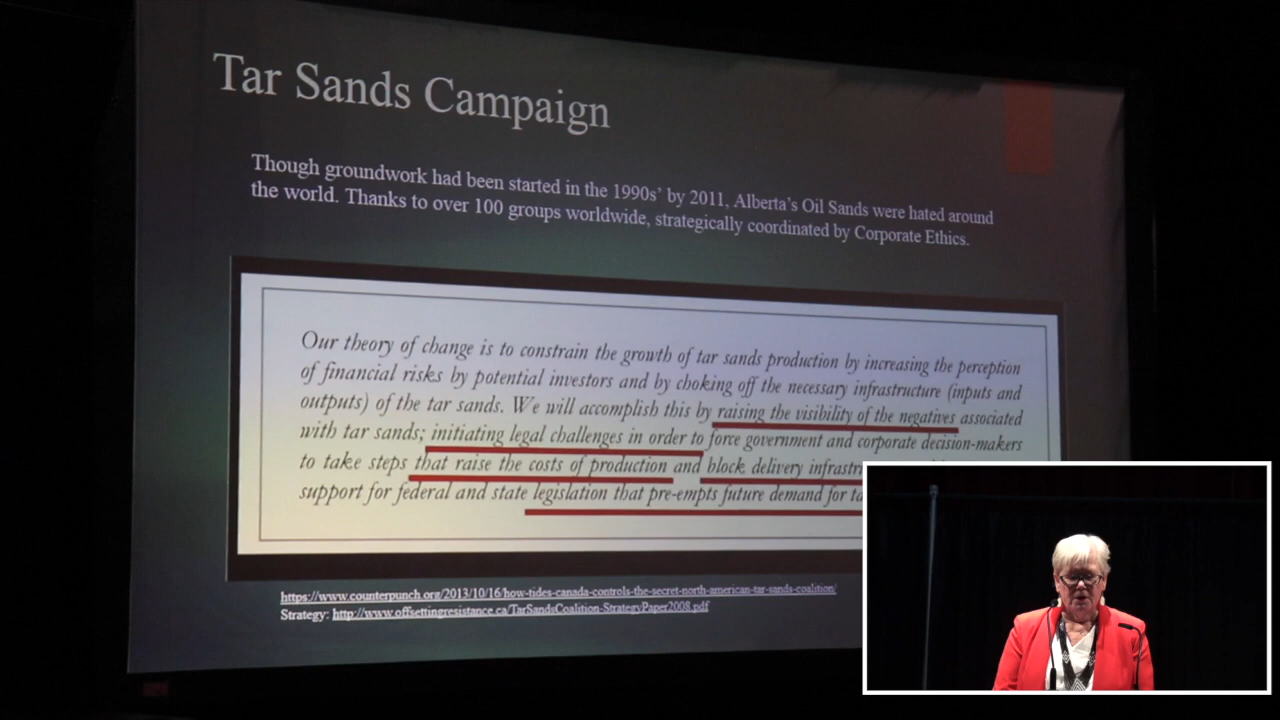 Tar Sands Campaign
Though groundwork had been started in the 1990s’ by 2011, Alberta’s Oil Sands were hated around
the world. Thanks to over 100 groups worldwide, strategically coordinated by Corporate Ethics.
Our theory of change is to constrain the growth of tar sands production by increasing the perception
of financial risks by potential investors and by choking off the necessary infrastructure (inputs and
outputs) of the tar sands. We will accomplish this by raising the visibility of the negatives associated
with tar sands; initiating legal challenges in order to force government and corporate decision-makers
to take steps that raise the costs of production and block delivery
support for federal and state legislation that pre-empts future demand for
https://www.counterpunch.org/2013/10/16/how-tides-canada-controls-the-secret-north-american-tar-sands-coalition/
Strategy: http://www.offsettingresistance.ca/TarSandsCoalition-StrategyPaper2008.pdf